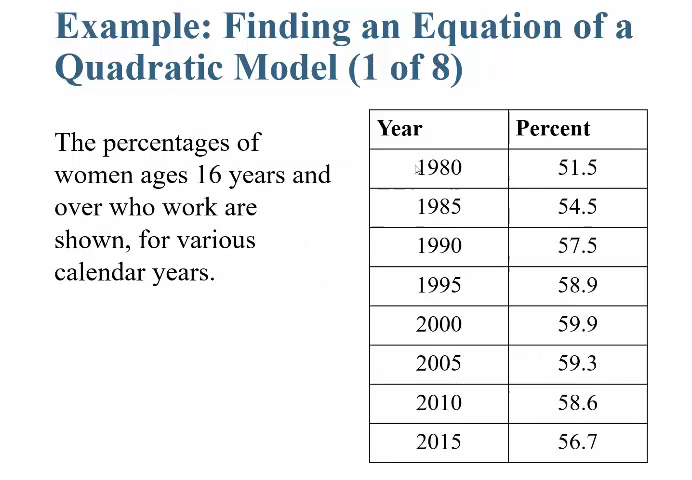 Example: Finding an Equation of a
Quadratic Model (1 of 8)
The percentages of
women ages 16 years and
over who work are
shown, for various
calendar years.
Year Percent
1980 51.5
1985 54.5
1990 57.5
1995 58.9
2000 59.9
2005 59.3
2010 58.6
2015 56.7